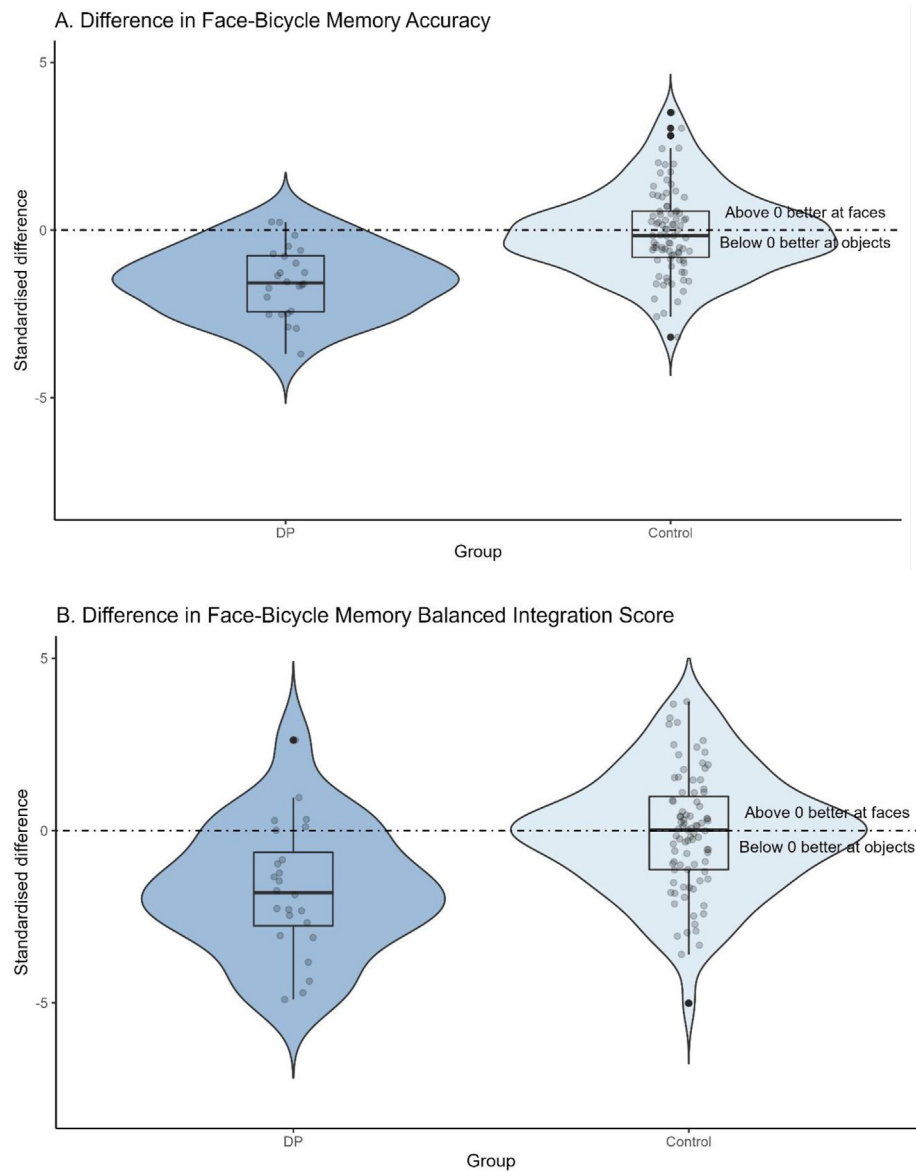 A. Difference in Face-Bicycle Memory Accuracy
5
0
-5
Standardised difference
Above 0 better at faces
Below 0 better at objects
DP
Control
Group
B. Difference in Face-Bicycle Memory Balanced Integration Score
5
0
-5
Standardised difference
Above 0 better at faces
Below 0 better at objects
DP
Control
Group